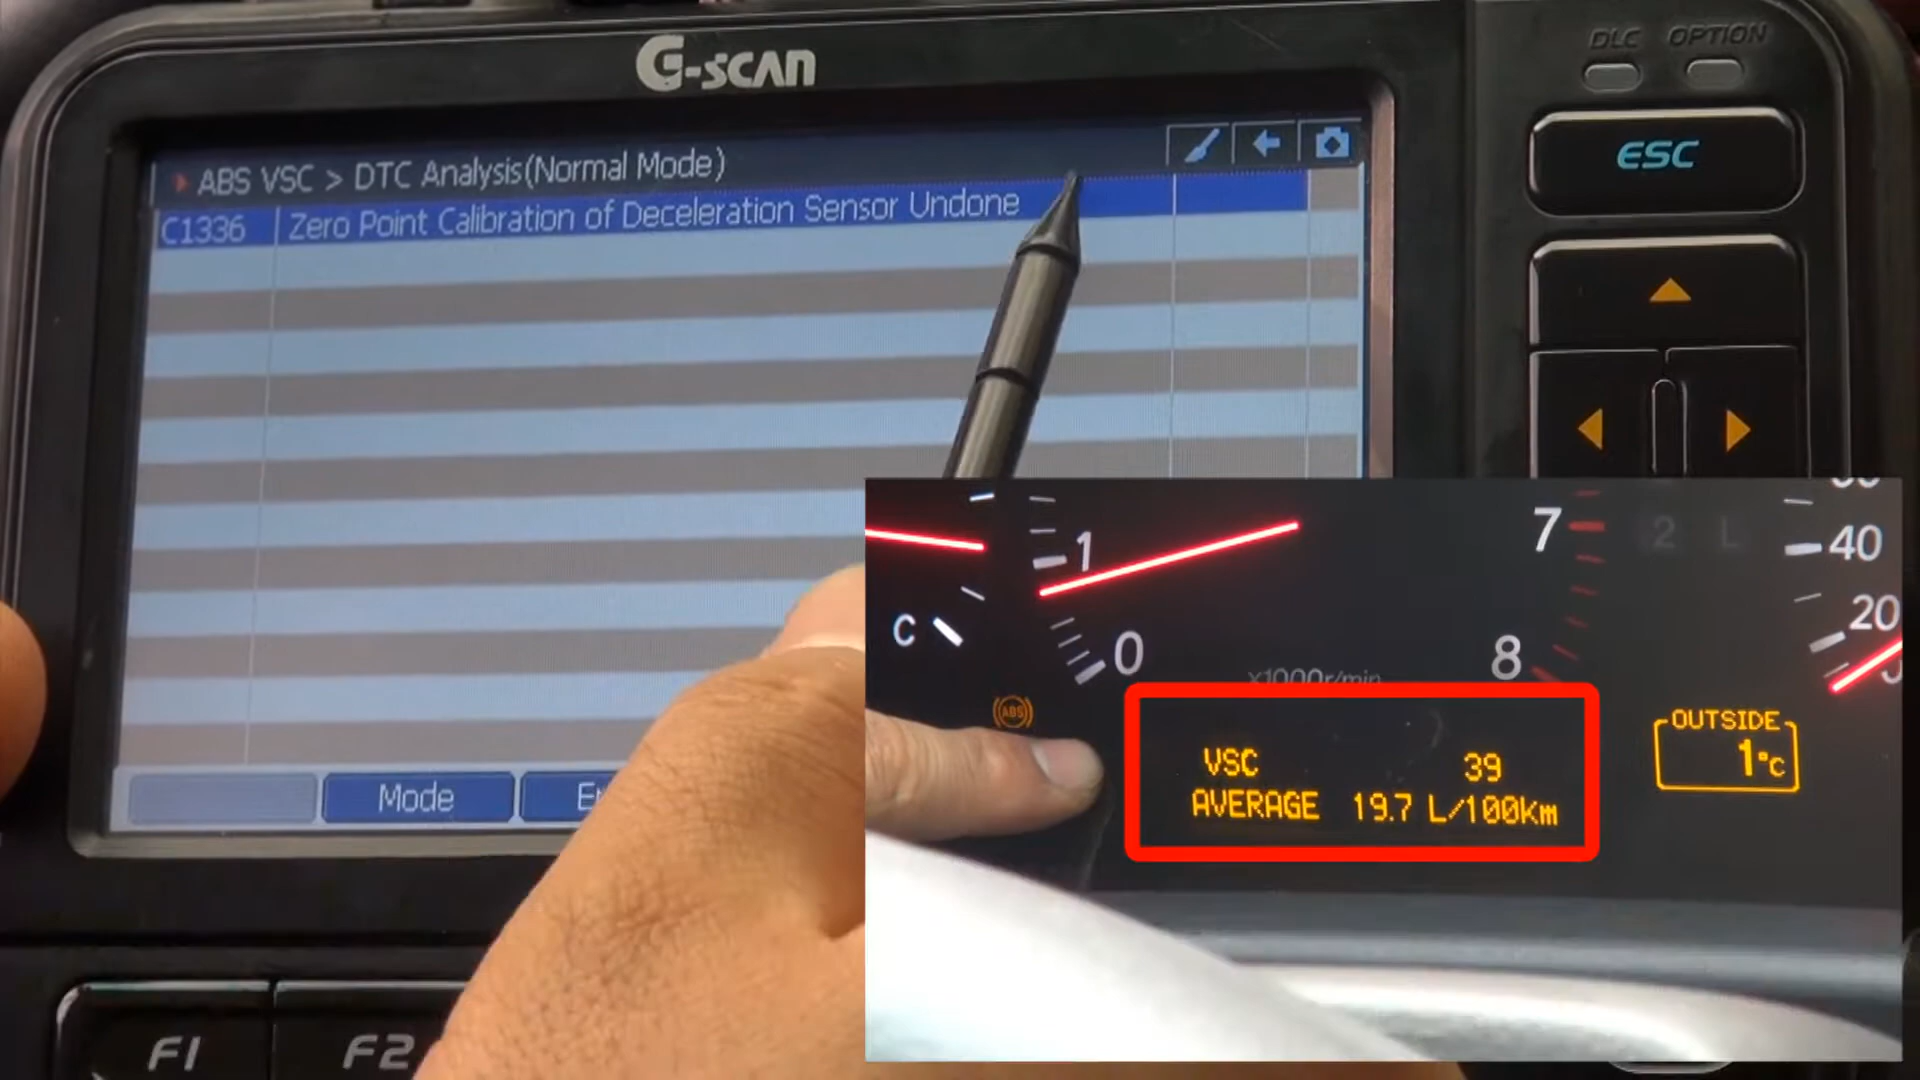 G-SCAN
DLC OPTION
ABS VSC > DTC Analysis(Normal Mode)
C1336 Zero Point Calibration of Deceleration Sensor Undone
ESC
Mode
F1
F2
1
0
7
8
x1000r/min
C
2 L
40
20
ABS
VSC 39
AVERAGE 19.7 L/100Km
OUTSIDE
1°C